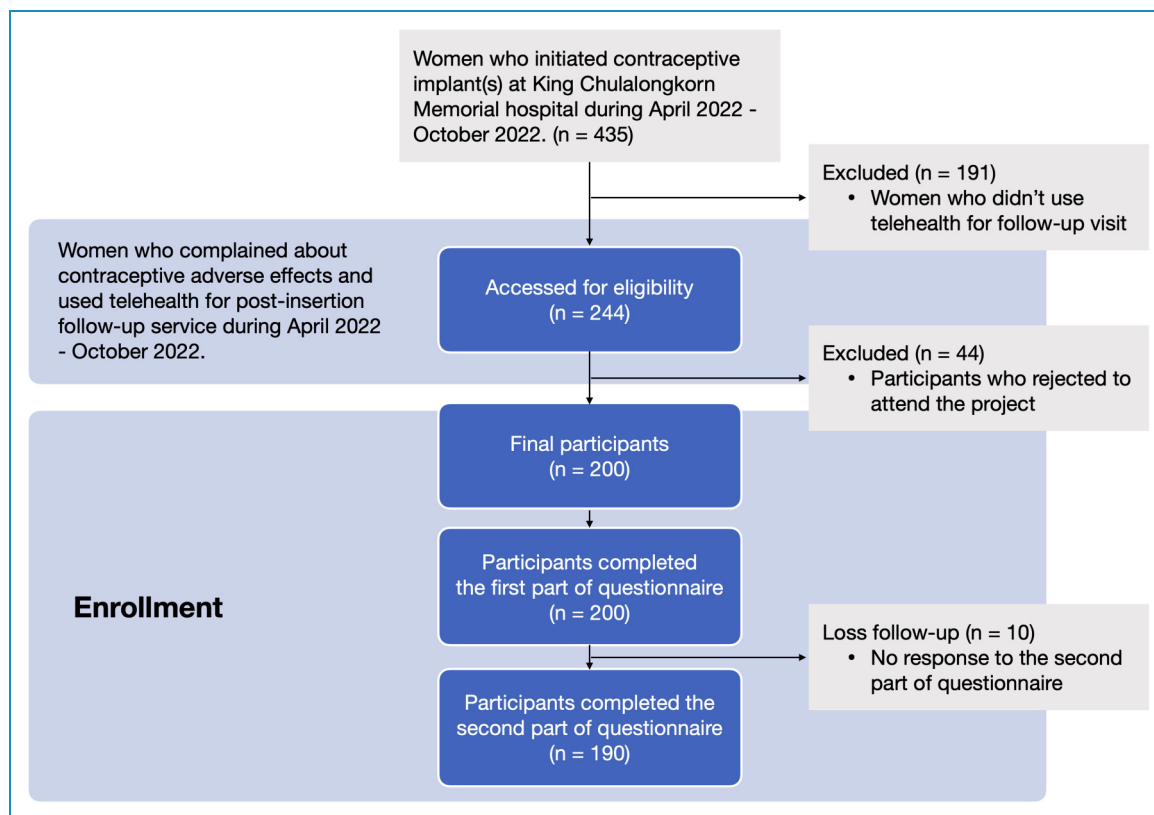 Women who initiated contraceptive
implant(s) at King Chulalongkorn
Memorial hospital during April 2022 -
October 2022. (n = 435)
Excluded (n = 191)
• Women who didn’t use
telehealth for follow-up visit
Women who complained about
contraceptive adverse effects and
used telehealth for post-insertion
follow-up service during April 2022
- October 2022.
Accessed for eligibility
(n = 244)
Excluded (n = 44)
• Participants who rejected to
attend the project
Final participants
(n = 200)
Enrollment
Participants completed
the first part of questionnaire
(n = 200)
Loss follow-up (n = 10)
• No response to the second
part of questionnaire
Participants completed the
second part of questionnaire
(n = 190)